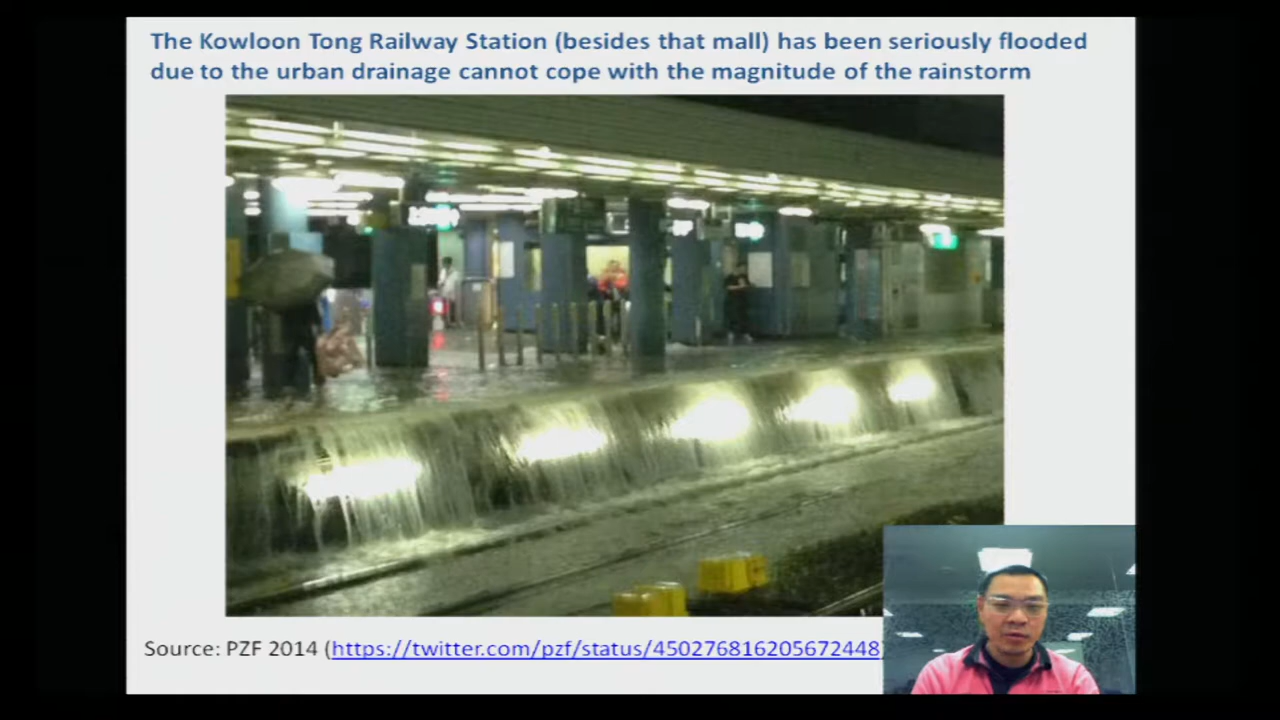 The Kowloon Tong Railway Station (besides that mall) has been seriously flooded
due to the urban drainage cannot cope with the magnitude of the rainstorm
Source: PZF 2014 (https://twitter.com/pzf/status/450276816205672448)